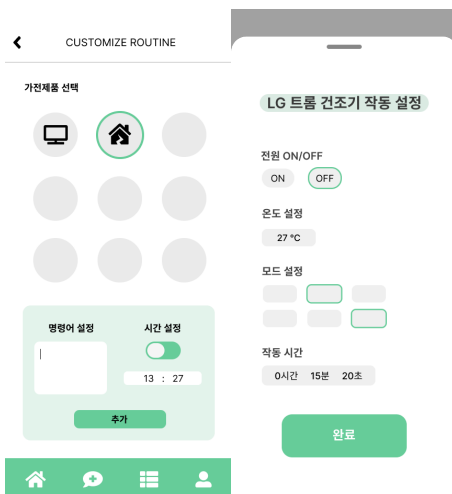 CUSTOMIZE ROUTINE
가전제품 선택
명령어 설정
시간 설정
13 : 27
추가
LG 트롬 건조기 작동 설정
전원 ON/OFF
ON
OFF
온도 설정
27 ℃
모드 설정
작동 시간
0시간 15분 20초
완료